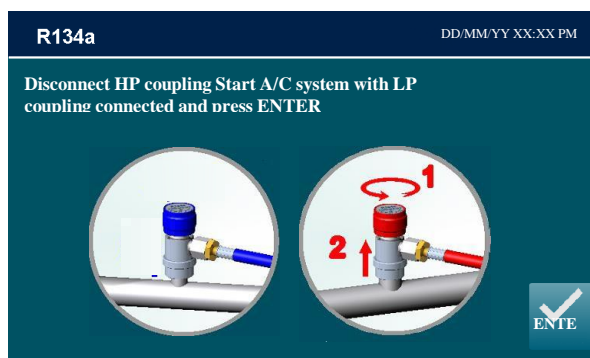 R134a
DD/MM/YY XX:XX PM
Disconnect HP coupling Start A/C system with LP
coupling connected and press ENTER
1
2
ENTE